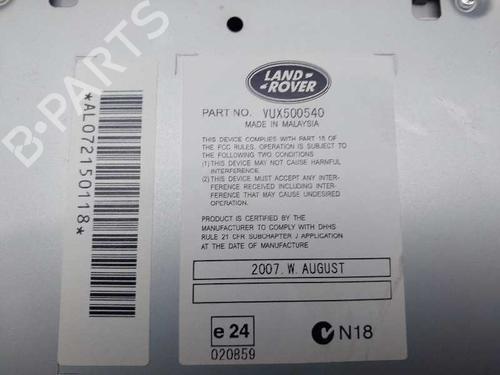 B-PARTS
*AL072150118*
LAND-
ROVER
PART NO. VUX500540
MADE IN MALAYSIA
THIS DEVICE COMPLIES WITH PART 15 OF
THE FCC RULES. OPERATION IS SUBJECT TO
THE FOLLOWING TWO CONDITIONS
(1) THIS DEVICE MAY NOT CAUSE HARMFUL
INTERFERENCE.
(2) THIS DEVICE MUST ACCEPT ANY INTER-
FERENCE RECEIVED INCLUDING INTER-
FERENCE THAT MAY CAUSE UNDESIRED
OPERATION.
PRODUCT IS CERTIFIED BY THE
MANUFACTURER TO COMPLY WITH DHHS
RULE 21 CFR SUBCHAPTER J APPLICATION
AT THE DATE OF MANUFACTURE
2007. W. AUGUST
e 24
020859
N18